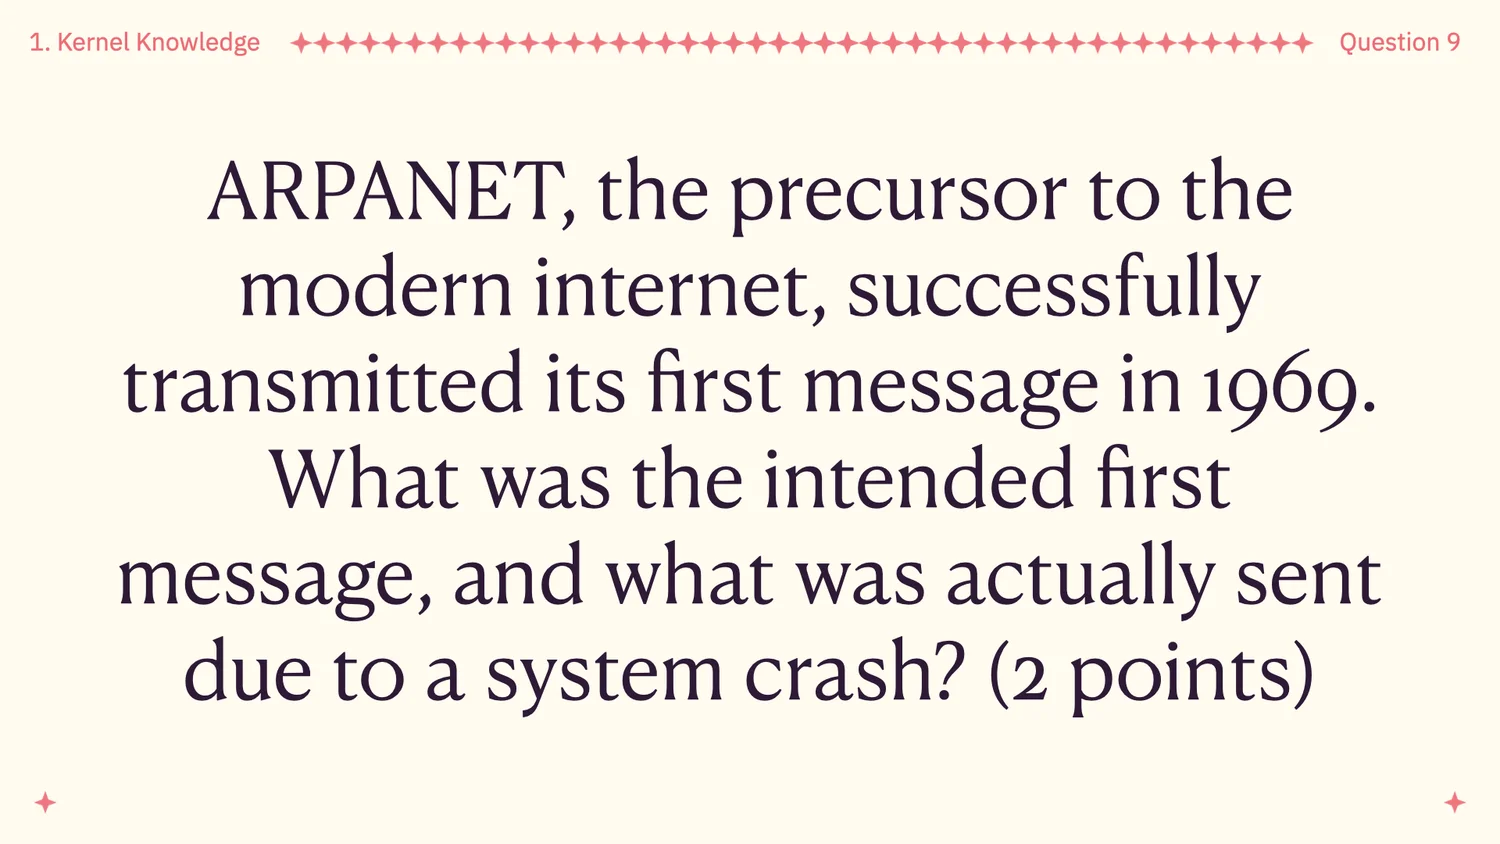 1. Kernel Knowledge
Question 9
ARPANET, the precursor to the
modern internet, successfully
transmitted its first message in 1969.
What was the intended first
message, and what was actually sent
due to a system crash? (2 points)